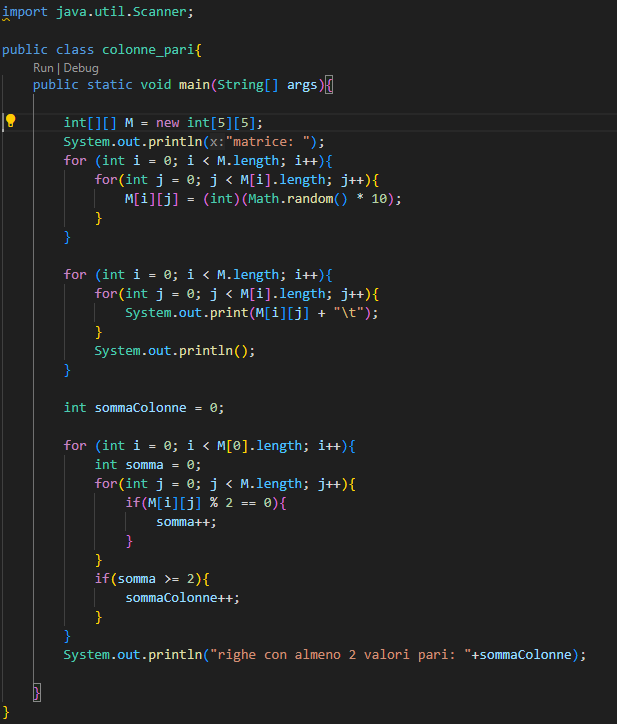 import java.util.Scanner;
public class colonne_pari{
Run | Debug
public static void main(String[] args){
int[][] M = new int[5][5];
System.out.println(x:"matrice: ");
for (int i = 0; i < M.length; i++){
for(int j = 0; j < M[i].length; j++){
M[i][j] = (int)(Math.random() * 10);
}
}
for (int i = 0; i < M.length; i++){
for(int j = 0; j < M[i].length; j++){
System.out.print(M[i][j] + "\t");
}
System.out.println();
}
int sommaColonne = 0;
for (int i = 0; i < M[0].length; i++){
int somma = 0;
for(int j = 0; j < M.length; j++){
if(M[i][j] % 2 == 0){
somma++;
}
}
if(somma >= 2){
sommaColonne++;
}
}
System.out.println("righe con almeno 2 valori pari: "+sommaColonne);
}
}